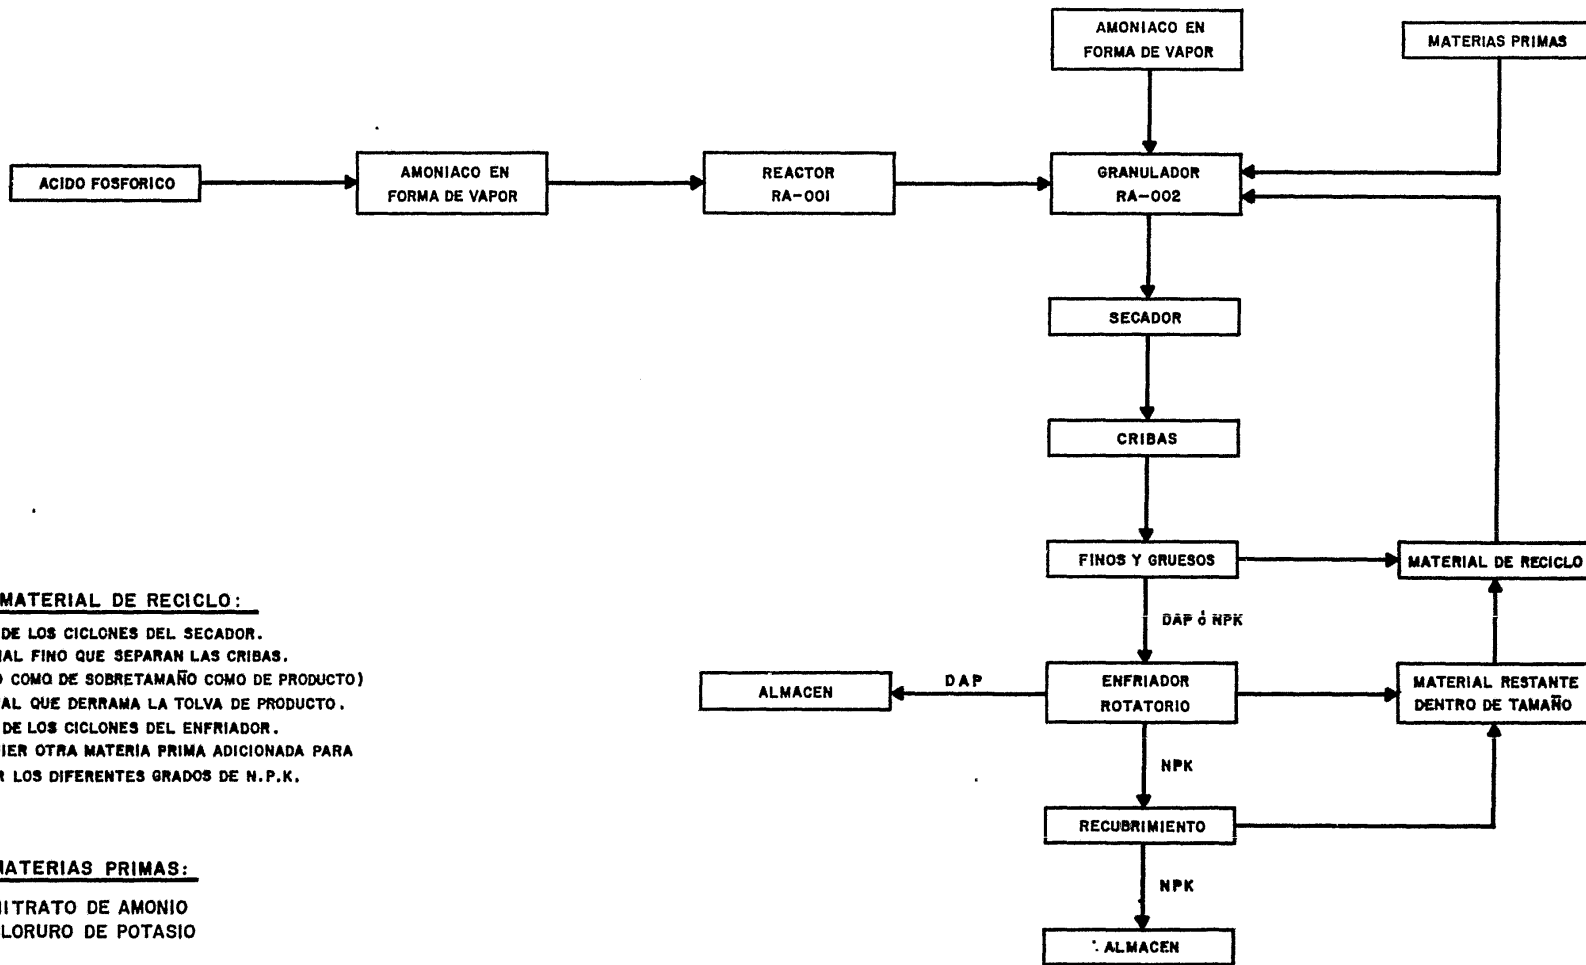 AMONIACO EN
FORMA DE VAPOR
MATERIAS PRIMAS
ACIDO FOSFORICO
AMONIACO EN
FORMA DE VAPOR
REACTOR
RA-001
GRANULADOR
RA-002
SECADOR
CRIBAS
FINOS Y GRUESOS
MATERIAL DE RECICLO
DAP ó NPK
ALMACEN
DAP
ENFRIADOR
ROTATORIO
MATERIAL RESTANTE
DENTRO DE TAMAÑO
NPK
RECUBRIMIENTO
NPK
ALMACEN
MATERIAL DE RECICLO:
DE LOS CICLONES DEL SECADOR.
IAL FINO QUE SEPARAN LAS CRIBAS.
O COMO DE SOBRETAMAÑO COMO DE PRODUCTO)
AL QUE DERRAMA LA TOLVA DE PRODUCTO.
DE LOS CICLONES DEL ENFRIADOR.
IER OTRA MATERIA PRIMA ADICIONADA PARA
R LOS DIFERENTES GRADOS DE N.P.K.
MATERIAS PRIMAS:
NITRATO DE AMONIO
CLORURO DE POTASIO